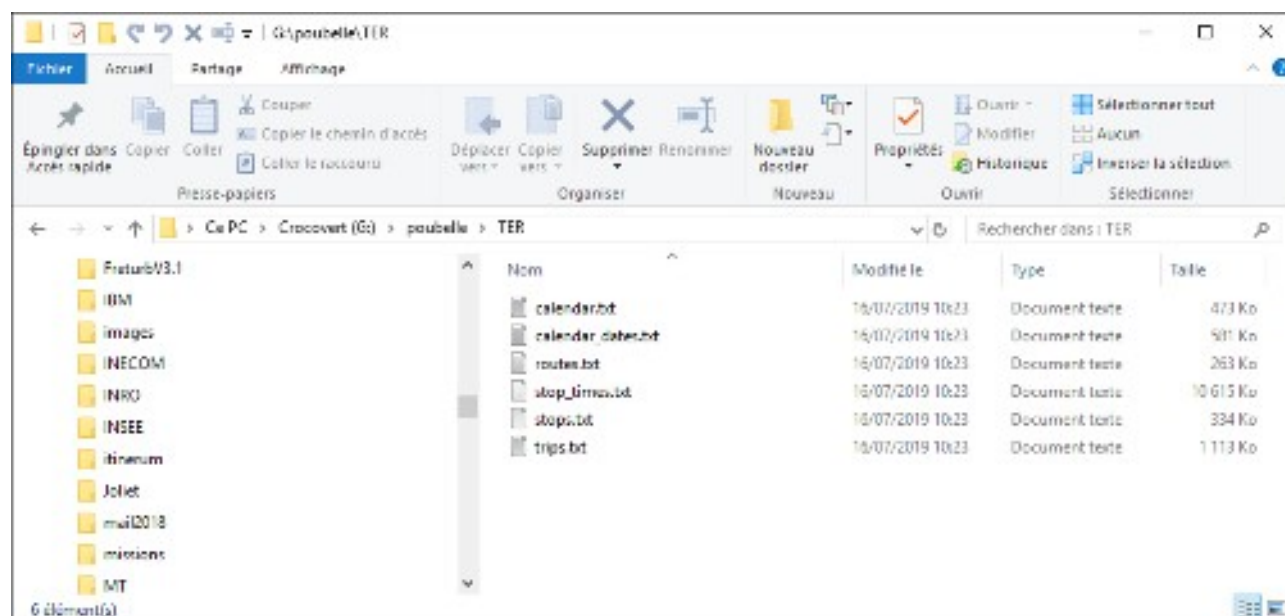 G:\poubelle\TER
Fichier Accueil Partage Affichage
Épingler dans Accès rapide
Copier
Coller
Couper
Copier le chemin d'accès
Coller le raccourci
Presse-papiers
Déplacer vers
Copier vers
Supprimer
Renommer
Organiser
Nouveau dossier
Nouveau
Propriétés
Ouvrir
Modifier
Historique
Ouvrir
Sélectionner tout
Aucun
Inverser la sélection
Sélectionner
Ce PC > Crocovert (G:) > poubelle > TER
Rechercher dans : TER
FreturbV3.1
IBM
images
INECOM
INRO
INSEE
itinerum
Joliet
mail2018
missions
MT
Nom Modifié le Type Taille
calendar.txt 16/07/2019 10:23 Document texte 473 Ko
calendar_dates.txt 16/07/2019 10:23 Document texte 581 Ko
routes.txt 16/07/2019 10:23 Document texte 263 Ko
stop_times.txt 16/07/2019 10:23 Document texte 10 615 Ko
stops.txt 16/07/2019 10:23 Document texte 334 Ko
trips.txt 16/07/2019 10:23 Document texte 1 113 Ko
6 élément(s)